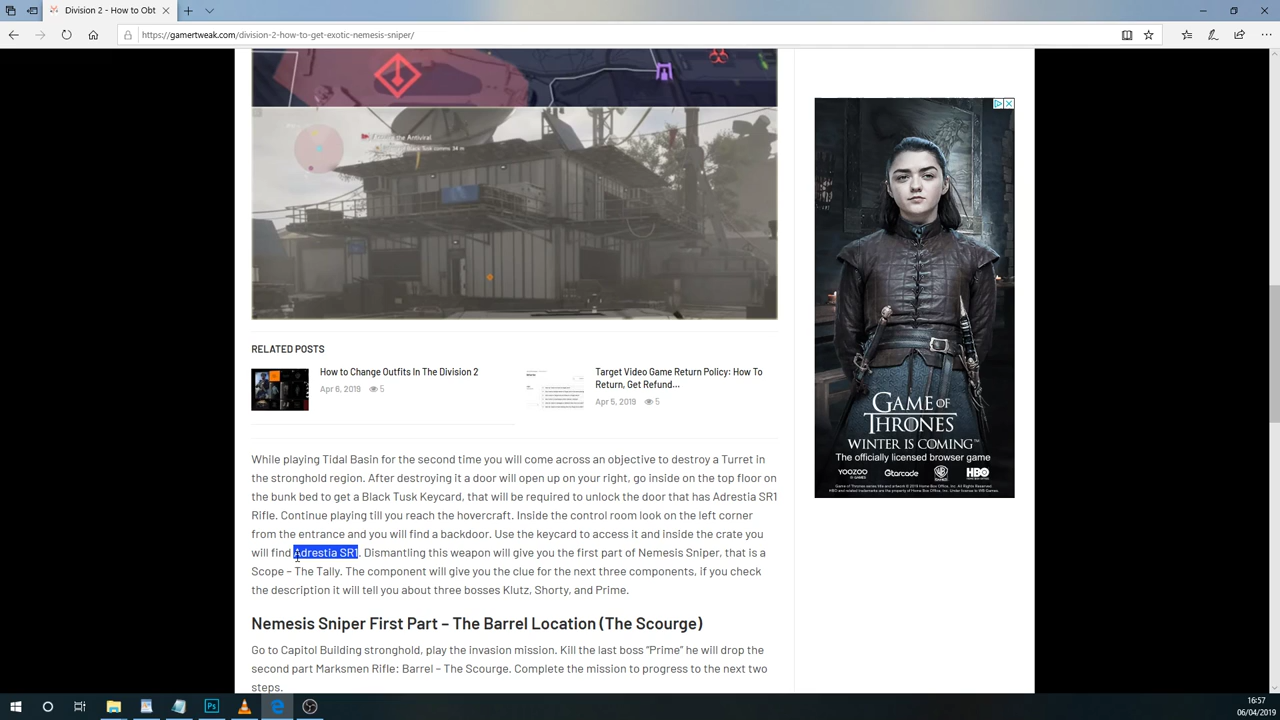 Division 2 - How to Obt
https://gamertweak.com/division-2-how-to-get-exotic-nemesis-sniper/
RELATED POSTS
How to Change Outfits In The Division 2
Apr 6, 2019 5
Target Video Game Return Policy: How To
Return, Get Refund...
Apr 5, 2019 5
While playing Tidal Basin for the second time you will come across an objective to destroy a Turret in
the stronghold region. After destroying it a door will open up on your right, go inside on the top floor on
the bunk bed to get a Black Tusk Keycard, that will be required to unlock the door that has Adrestia SR1
Rifle. Continue playing till you reach the hovercraft. Inside the control room look on the left corner
from the entrance and you will find a backdoor. Use the keycard to access it and inside the crate you
will find Adrestia SR1. Dismantling this weapon will give you the first part of Nemesis Sniper, that is a
Scope – The Tally. The component will give you the clue for the next three components, if you check
the description it will tell you about three bosses Klutz, Shorty, and Prime.
Nemesis Sniper First Part – The Barrel Location (The Scourge)
Go to Capitol Building stronghold, play the invasion mission. Kill the last boss “Prime” he will drop the
second part Marksmen Rifle: Barrel – The Scourge. Complete the mission to progress to the next two
steps.
GAME OF
THRONES
WINTER IS COMING™
The officially licensed browser game
YOOZOO
GAMES
Gtarcade
HBO
Ps
16:57
06/04/2019